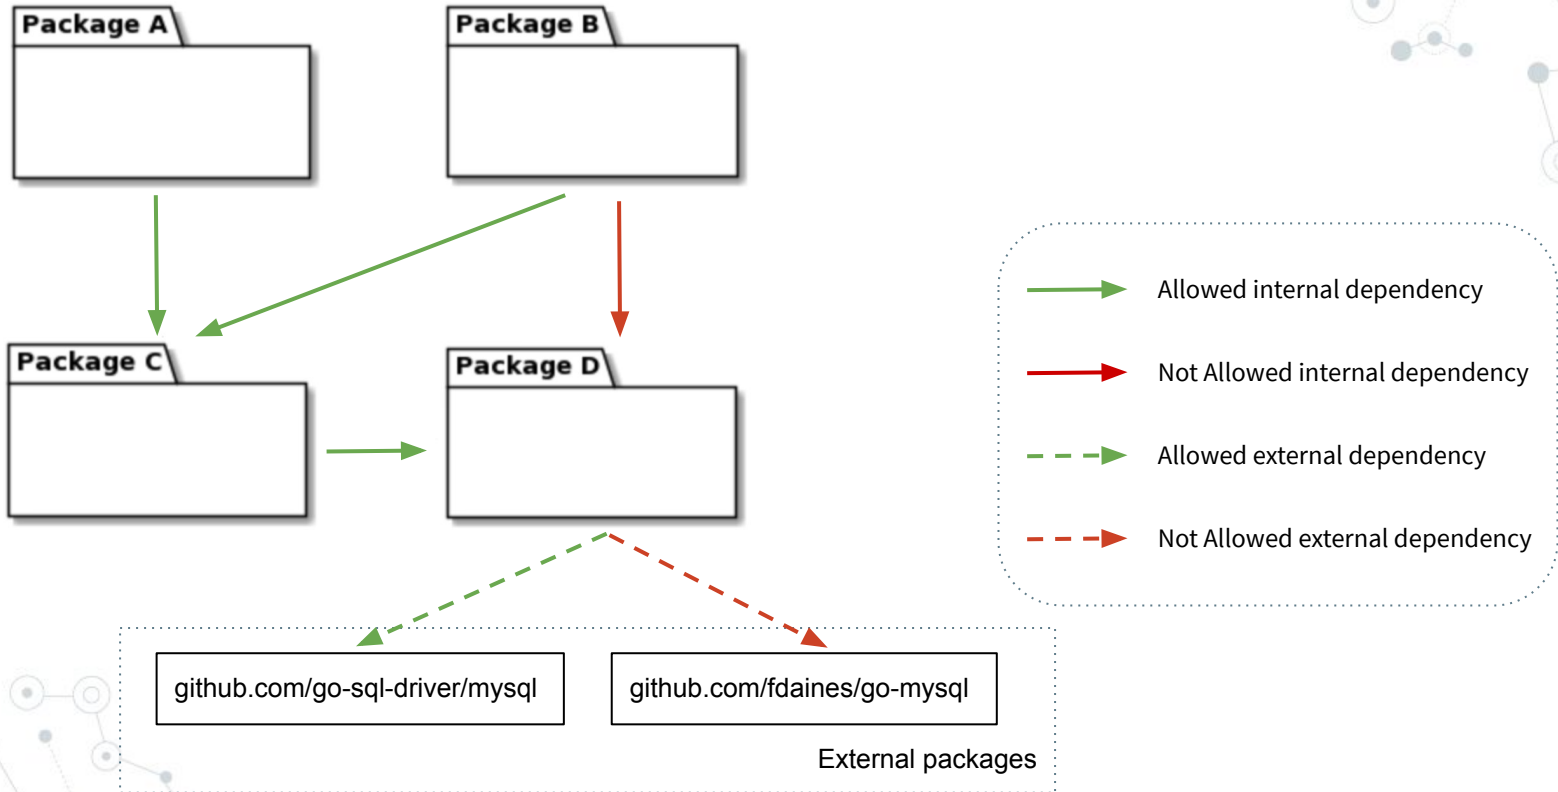 Package A
Package B
Package C
Package D
Allowed internal dependency
Not Allowed internal dependency
Allowed external dependency
Not Allowed external dependency
github.com/go-sql-driver/mysql
github.com/fdaines/go-mysql
External packages